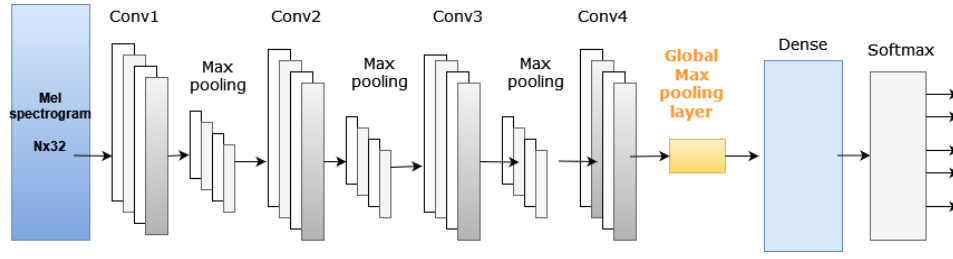 Mel
spectrogram
Nx32
Conv1
Max
pooling
Conv2
Max
pooling
Conv3
Max
pooling
Conv4
Global
Max
pooling
layer
Dense
Softmax